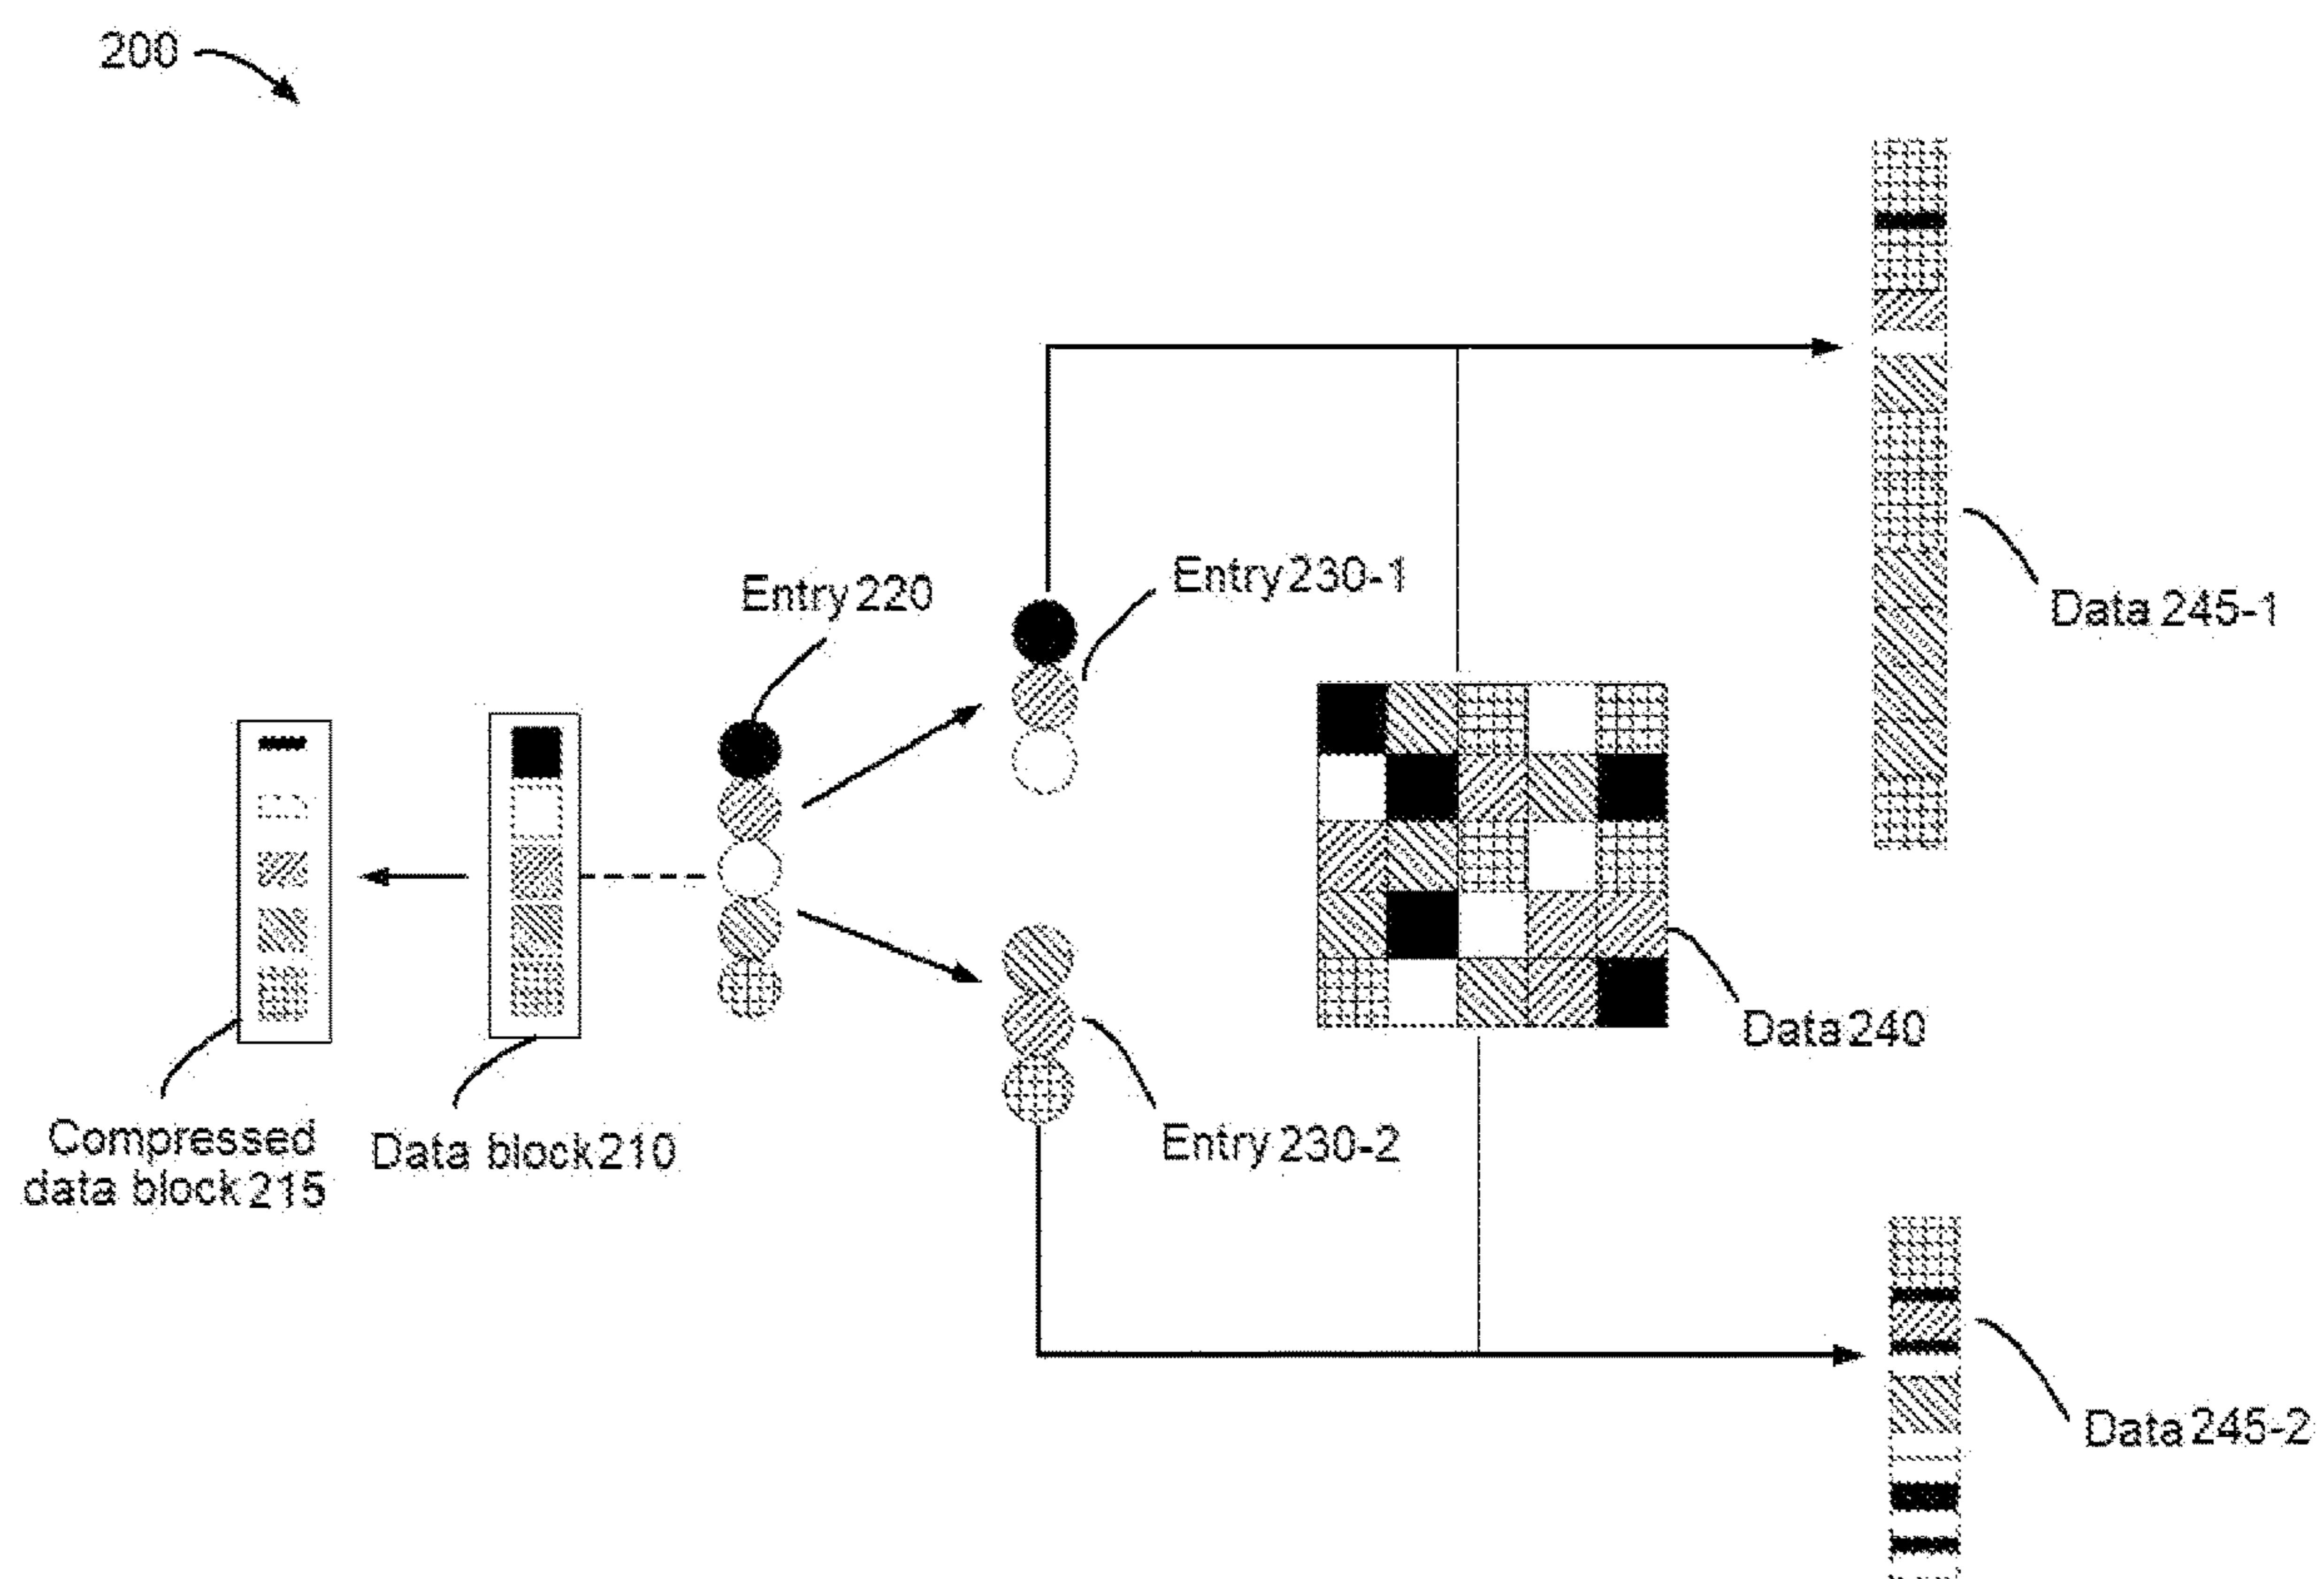 200
Entry 220
Entry 230-1
Data 245-1
Data 240
Compressed
data block 215
Data block 210
Entry 230-2
Data 245-2